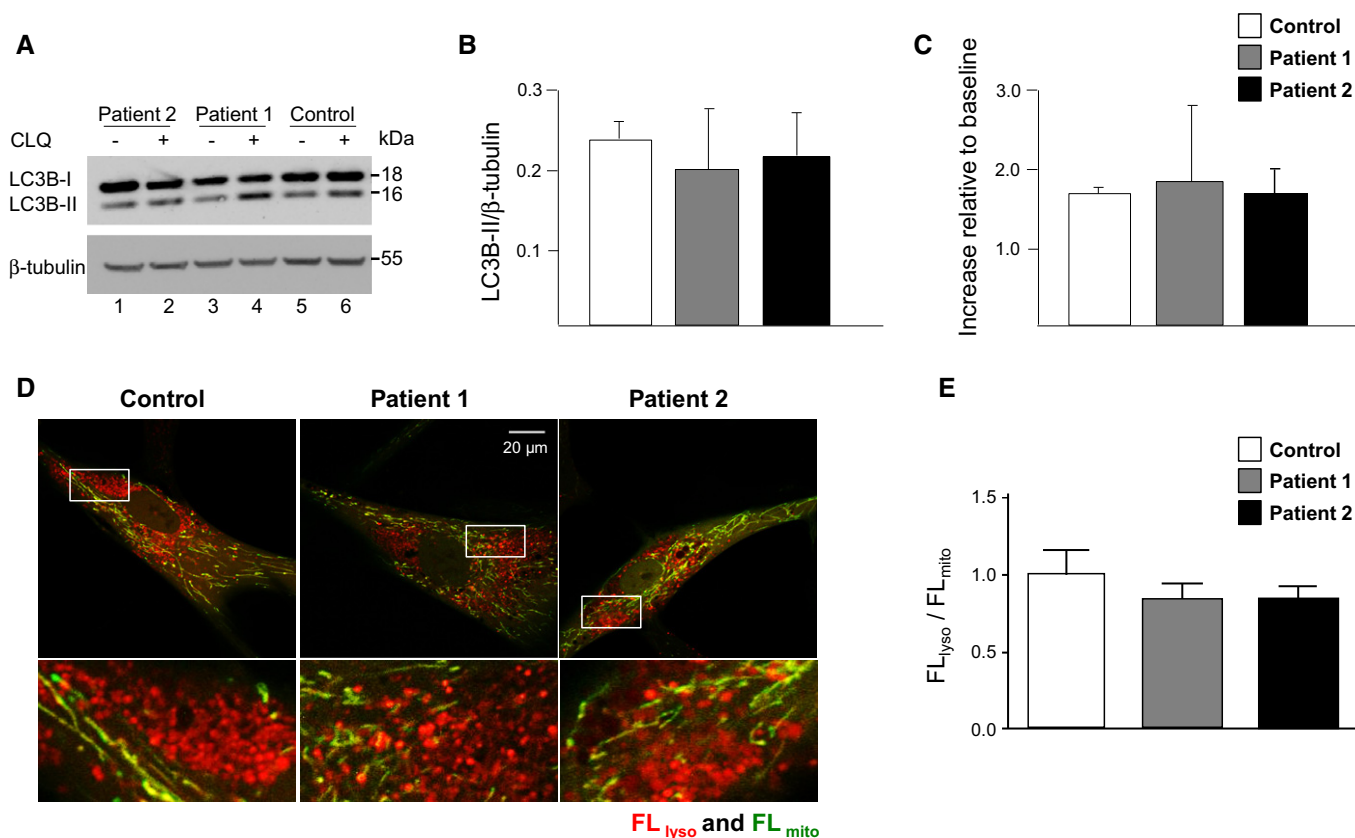 A
Patient 2 Patient 1 Control
CLQ - + - + - + kDa
LC3B-I
LC3B-II
18
16
β-tubulin
55
1 2 3 4 5 6
B
LC3B-II/β-tubulin
0.3
0.2
0.1
C
Control
Patient 1
Patient 2
Increase relative to baseline
3.0
2.0
1.0
D
Control Patient 1 Patient 2
20 μm
FL lyso and FL mito
E
Control
Patient 1
Patient 2
FLlyso / FLmito
1.5
1.0
0.5
0.0